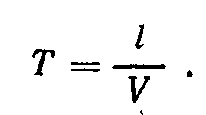 T = l / V .